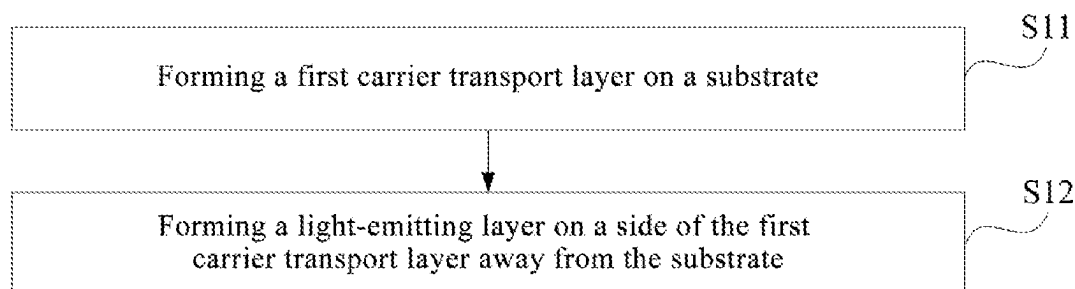 S11
Forming a first carrier transport layer on a substrate
S12
Forming a light-emitting layer on a side of the first
carrier transport layer away from the substrate